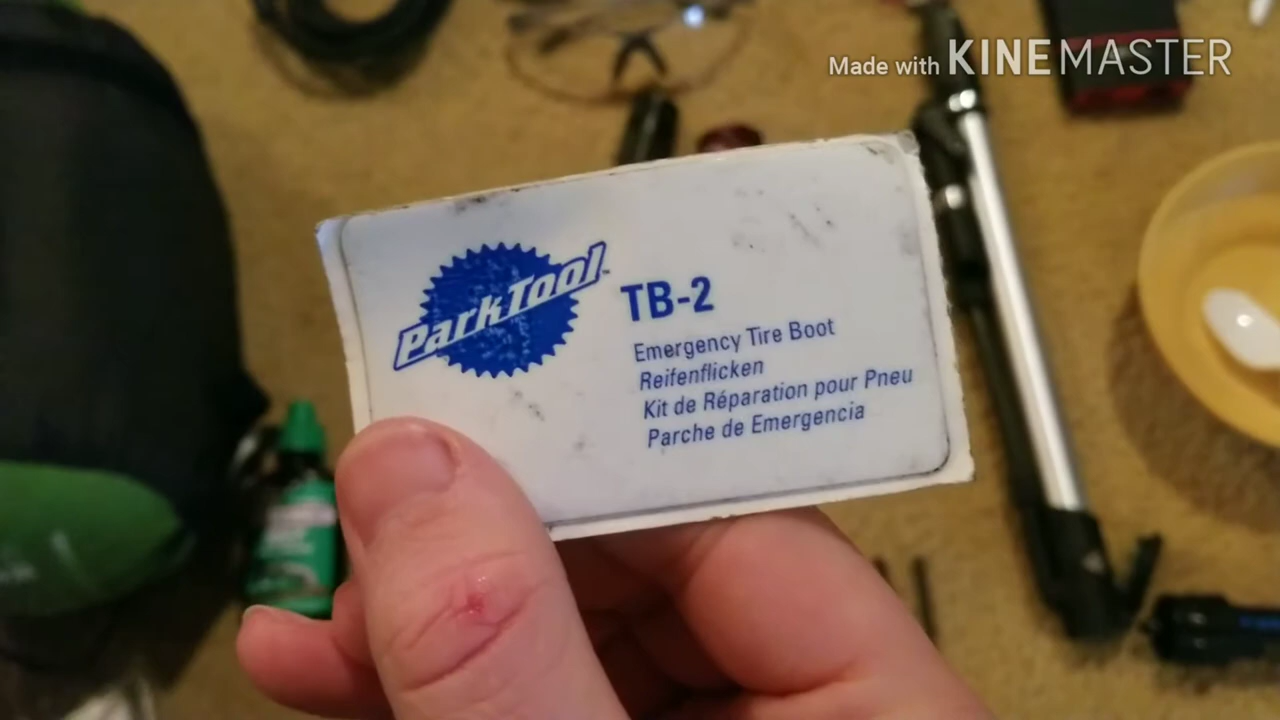 Made with KINEMASTER
ParkTool
TB-2
Emergency Tire Boot
Reifenflicken
Kit de Réparation pour Pneu
Parche de Emergencia